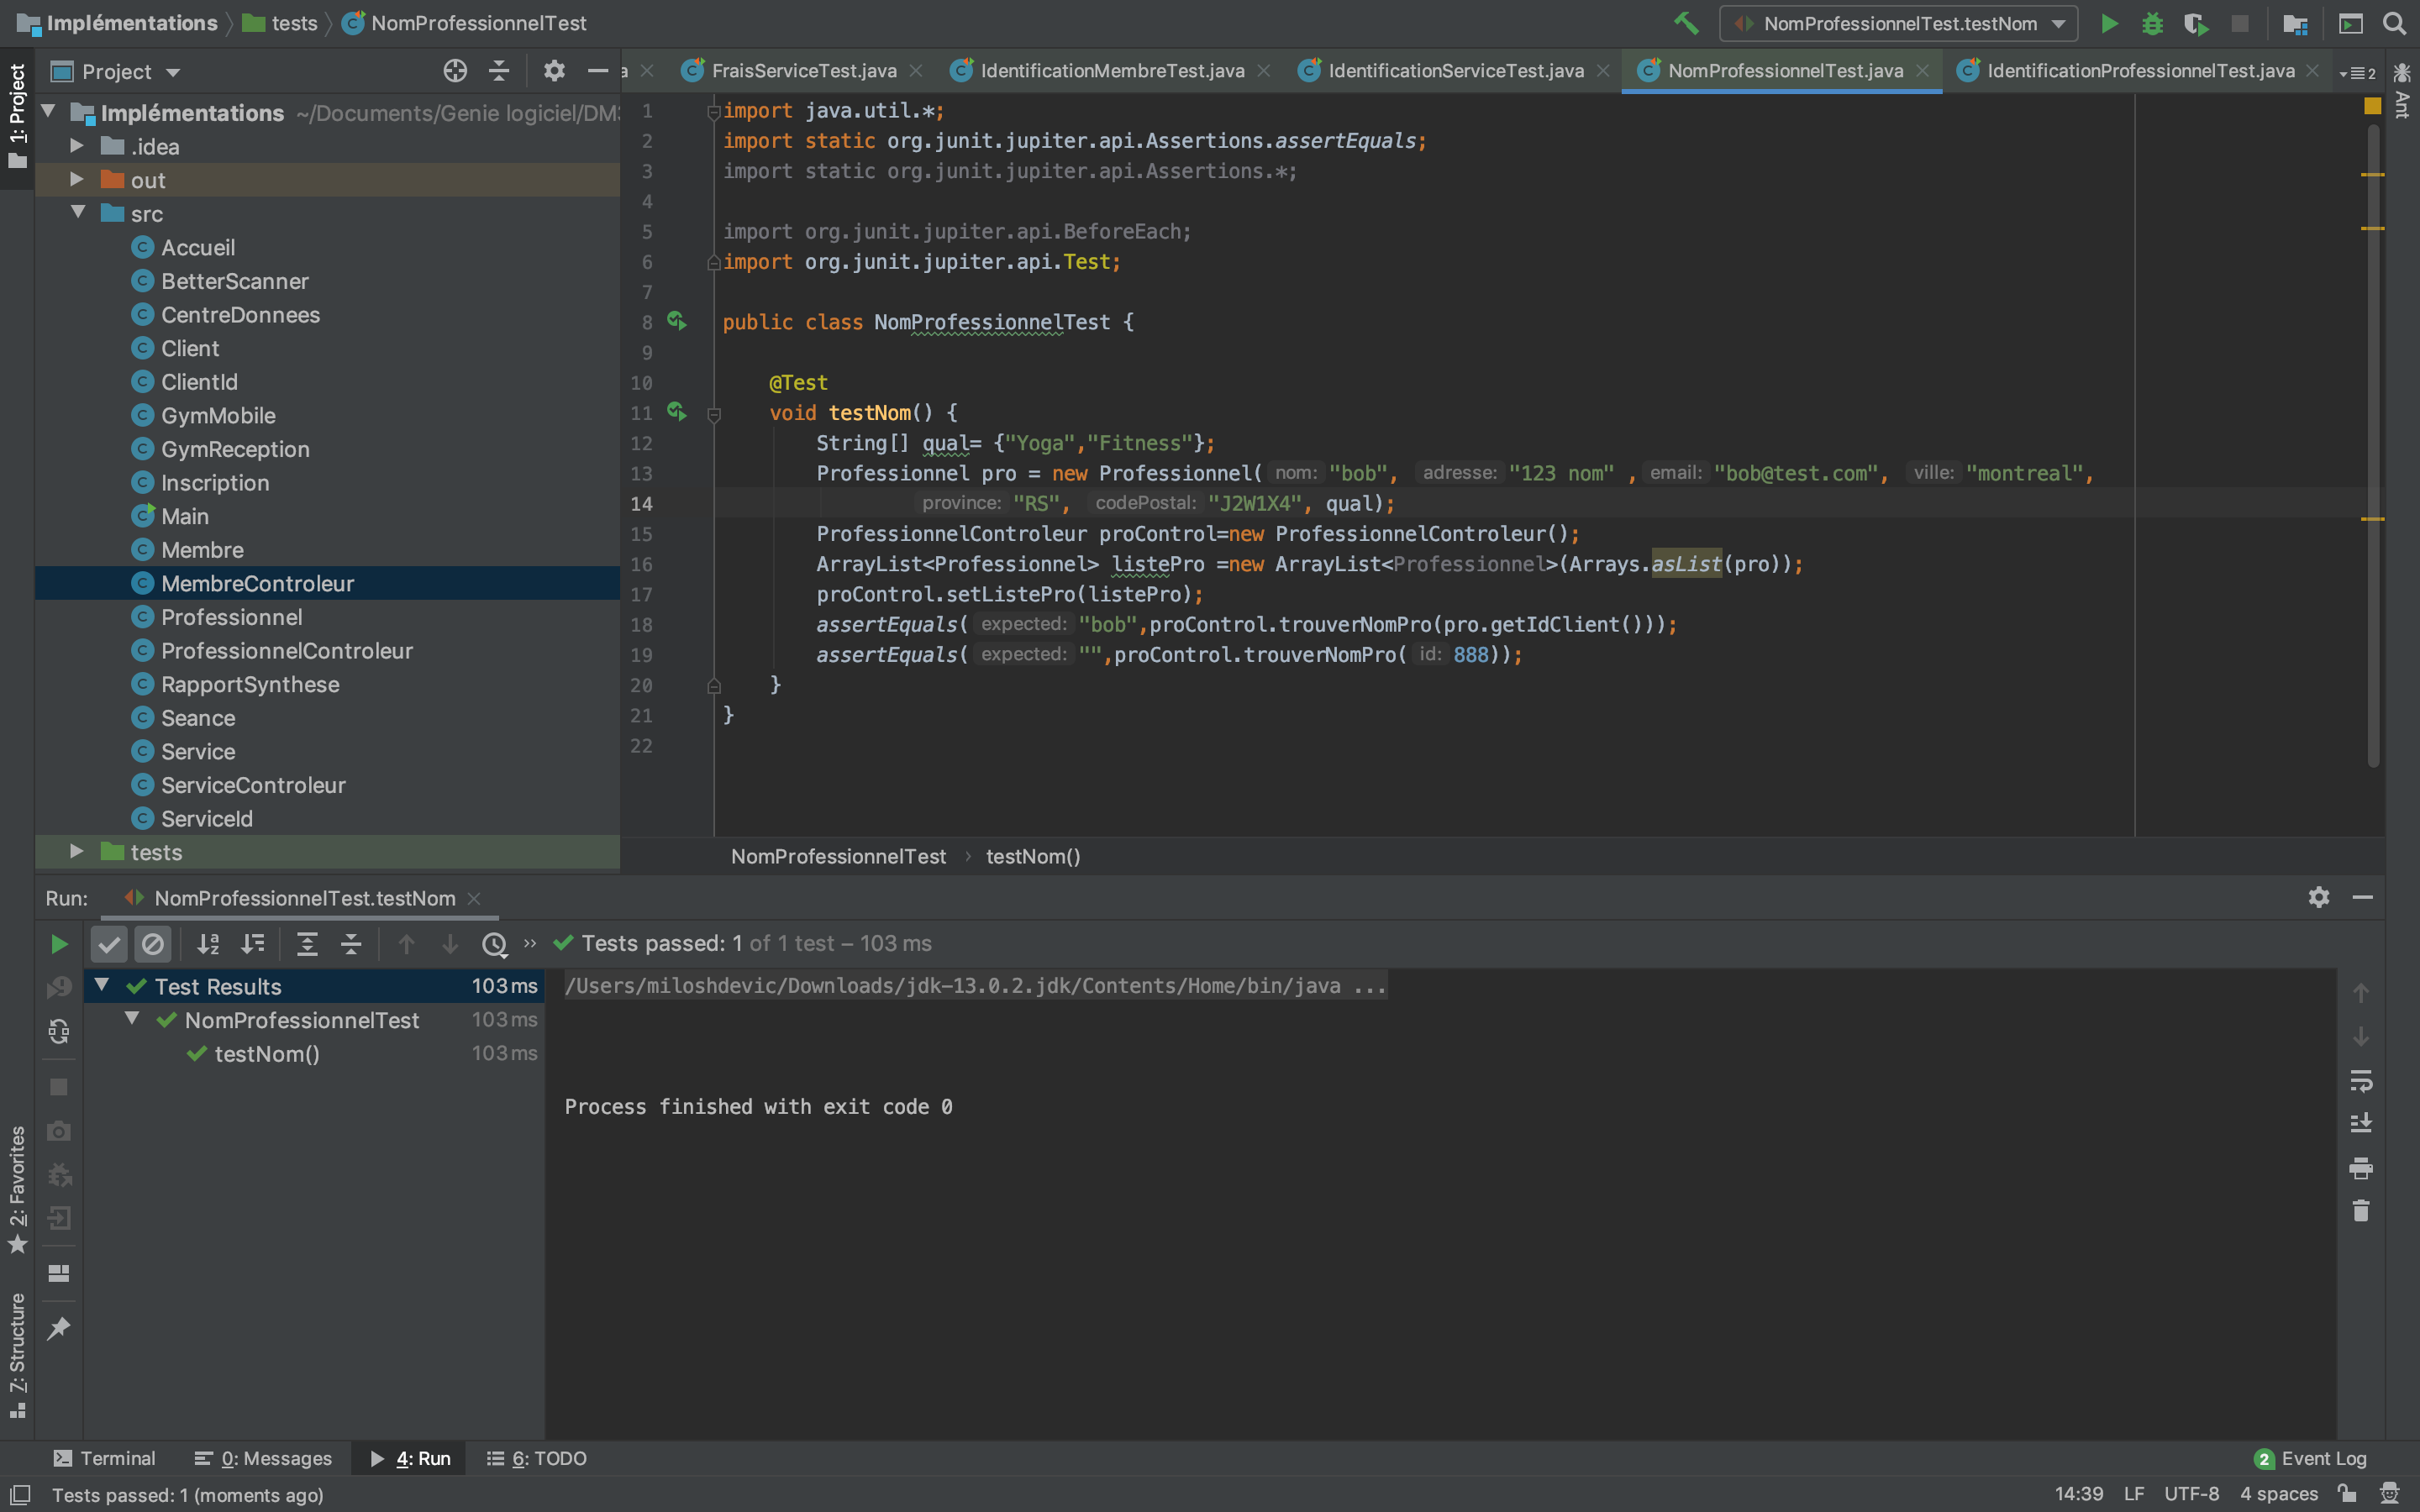 Implémentations tests NomProfessionnelTest NomProfessionnelTest.testNom
1: Project
Project
a FraisServiceTest.java IdentificationMembreTest.java IdentificationServiceTest.java NomProfessionnelTest.java IdentificationProfessionnelTest.java 2
Ant
Implémentations ~/Documents/Genie logiciel/DM
.idea
out
src
Accueil
BetterScanner
CentreDonnees
Client
ClientId
GymMobile
GymReception
Inscription
Main
Membre
MembreControleur
Professionnel
ProfessionnelControleur
RapportSynthese
Seance
Service
ServiceControleur
ServiceId
tests
1 import java.util.*;
2 import static org.junit.jupiter.api.Assertions.assertEquals;
3 import static org.junit.jupiter.api.Assertions.*;
4
5 import org.junit.jupiter.api.BeforeEach;
6 import org.junit.jupiter.api.Test;
7
8 public class NomProfessionnelTest {
9
10 @Test
11 void testNom() {
12 String[] qual= {"Yoga","Fitness"};
13 Professionnel pro = new Professionnel( nom: "bob", adresse: "123 nom" , email: "bob@test.com", ville: "montreal",
14 province: "RS", codePostal: "J2W1X4", qual);
15 ProfessionnelControleur proControl=new ProfessionnelControleur();
16 ArrayList<Professionnel> listePro =new ArrayList<Professionnel>(Arrays.asList(pro));
17 proControl.setListePro(listePro);
18 assertEquals( expected: "bob",proControl.trouverNomPro(pro.getIdClient()));
19 assertEquals( expected: "",proControl.trouverNomPro( id: 888));
20 }
21 }
22
NomProfessionnelTest › testNom()
Run: NomProfessionnelTest.testNom
» Tests passed: 1 of 1 test – 103 ms
Test Results 103 ms
NomProfessionnelTest 103 ms
testNom() 103 ms
/Users/miloshdevic/Downloads/jdk-13.0.2.jdk/Contents/Home/bin/java ...
Process finished with exit code 0
2: Favorites
7: Structure
Terminal 0: Messages 4: Run 6: TODO 2 Event Log
Tests passed: 1 (moments ago) 14:39 LF UTF-8 4 spaces